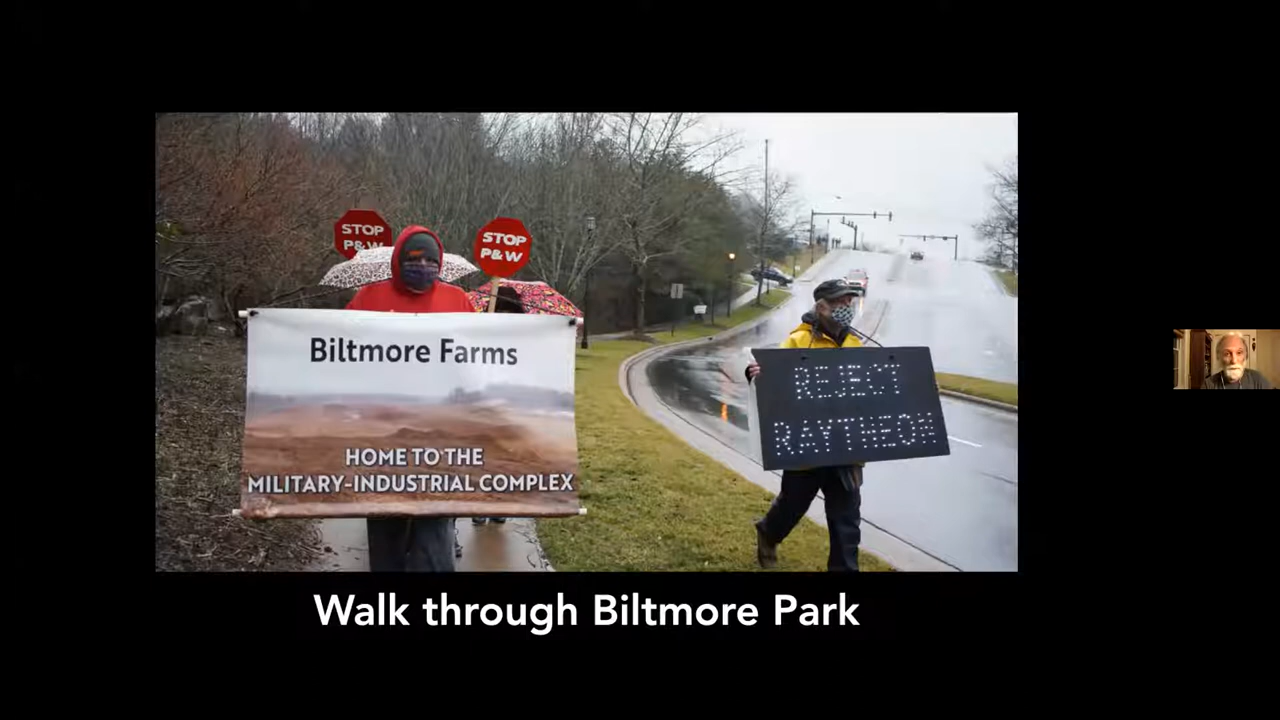 STOP
P&W
STOP
P&W
Biltmore Farms
HOME TO THE
MILITARY-INDUSTRIAL COMPLEX
REJECT
RAYTHEON
Walk through Biltmore Park